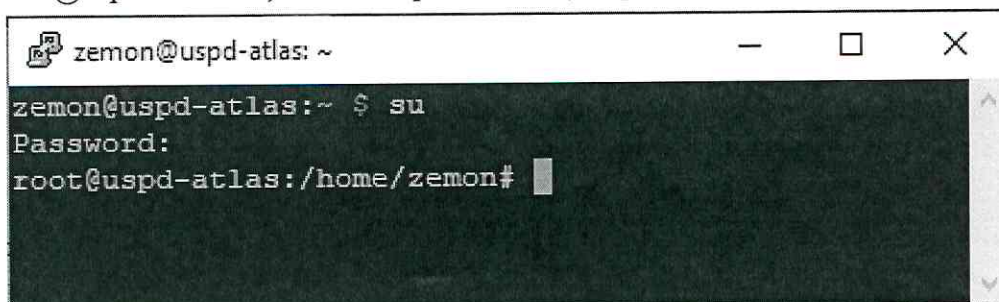 zemon@uspd-atlas: ~
zemon@uspd-atlas:~ $ su
Password:
root@uspd-atlas:/home/zemon#